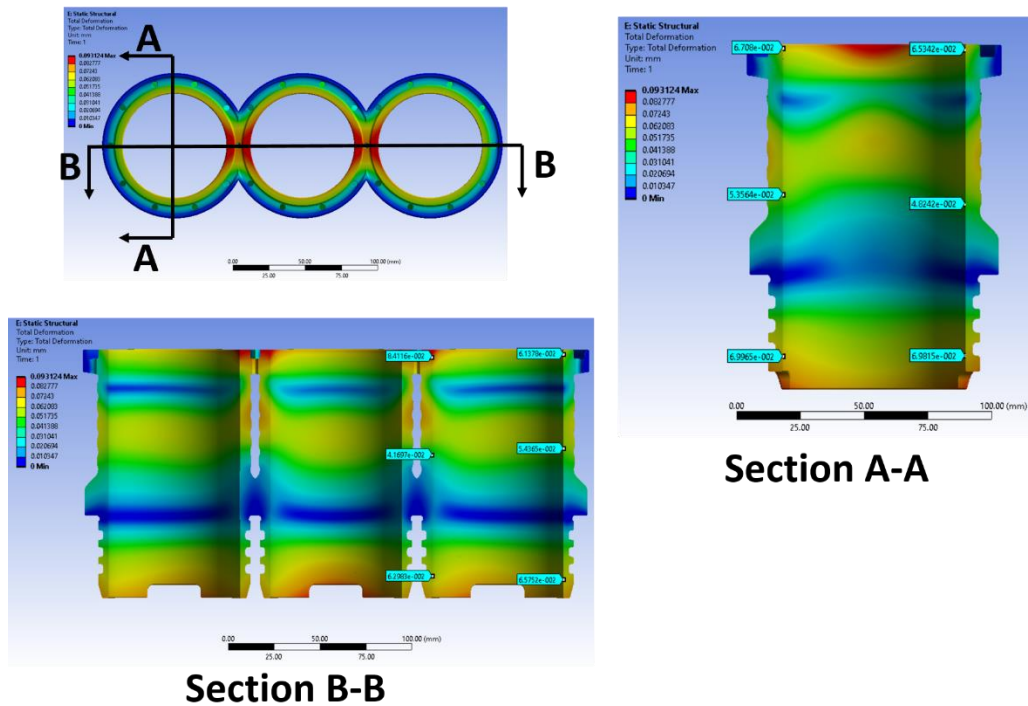 E: Static Structural
Total Deformation
Type: Total Deformation
Unit: mm
Time: 1
0.093124 Max
0.082777
0.07243
0.062083
0.051735
0.041388
0.031041
0.020694
0.010347
0 Min
A
A
B
B
0.00
50.00
100.00 (mm)
25.00
75.00
E: Static Structural
Total Deformation
Type: Total Deformation
Unit: mm
Time: 1
0.093124 Max
0.082777
0.07243
0.062083
0.051735
0.041388
0.031041
0.020694
0.010347
0 Min
6.708e-002
6.5342e-002
5.3564e-002
4.8242e-002
6.9965e-002
6.9815e-002
0.00
50.00
100.00 (mm)
25.00
75.00
Section A-A
E: Static Structural
Total Deformation
Type: Total Deformation
Unit: mm
Time: 1
0.093124 Max
0.082777
0.07243
0.062083
0.051735
0.041388
0.031041
0.020694
0.010347
0 Min
8.4116e-002
6.1378e-002
4.1697e-002
5.4365e-002
6.2983e-002
6.5752e-002
0.00
50.00
100.00 (mm)
25.00
75.00
Section B-B